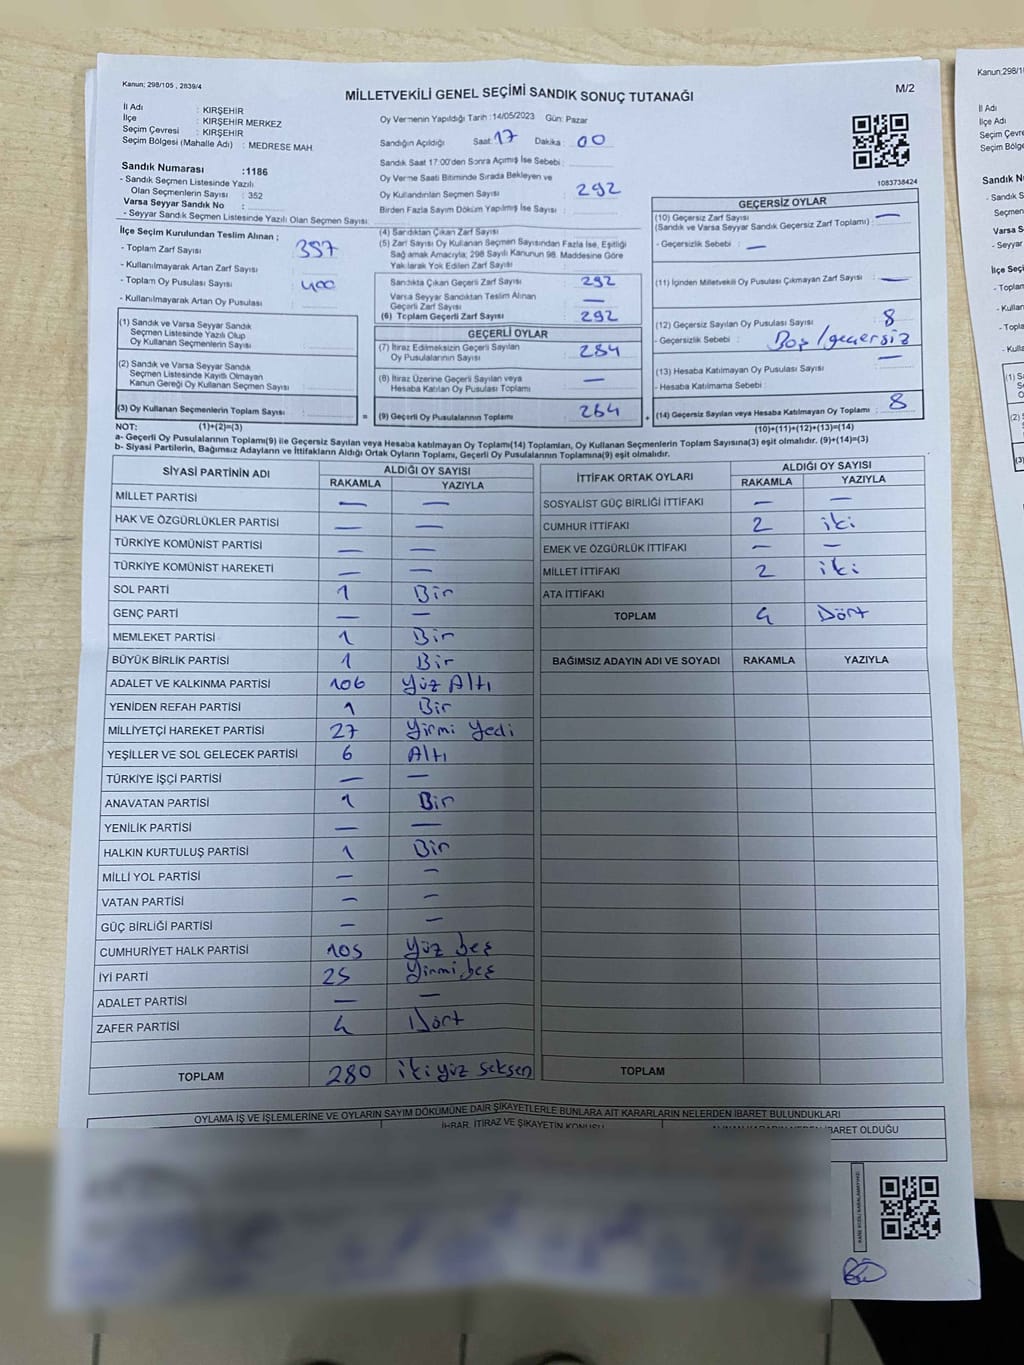 Kanun; 298/105 , 2839/4
MİLLETVEKİLİ GENEL SEÇİMİ SANDIK SONUÇ TUTANAĞI
M/2
İl Adı : KIRŞEHİR
İlçe : KIRŞEHİR MERKEZ
Seçim Çevresi : KIRŞEHİR
Seçim Bölgesi (Mahalle Adı) : MEDRESE MAH.
Sandık Numarası :1186
- Sandık Seçmen Listesinde Yazılı
Olan Seçmenlerin Sayısı : 352
Varsa Seyyar Sandık No :
- Seyyar Sandık Seçmen Listesinde Yazılı Olan Seçmen Sayısı:
Oy Vermenin Yapıldığı Tarih :14/05/2023 Gün: Pazar
Sandığın Açıldığı Saat: 17 Dakika : 00
Sandık Saat 17:00'den Sonra Açılmış İse Sebebi :
Oy Verme Saati Bitiminde Sırada Bekleyen ve
Oy Kullandırılan Seçmen Sayısı : 292
Birden Fazla Sayım Döküm Yapılmış İse Sayısı :
1083738424
İlçe Seçim Kurulundan Teslim Alınan ;
- Toplam Zarf Sayısı : 357
- Kullanılmayarak Artan Zarf Sayısı :
- Toplam Oy Pusulası Sayısı : 400
- Kullanılmayarak Artan Oy Pusulası :
(1) Sandık ve Varsa Seyyar Sandık
Seçmen Listesinde Yazılı Olup
Oy Kullanan Seçmenlerin Sayısı :
(2) Sandık ve Varsa Seyyar Sandık
Seçmen Listesinde Kayıtlı Olmayan
Kanun Gereği Oy Kullanan Seçmen Sayısı :
(3) Oy Kullanan Seçmenlerin Toplam Sayısı :
(1)+(2)=(3)
(4) Sandıktan Çıkan Zarf Sayısı :
(5) Zarf Sayısı Oy Kullanan Seçmen Sayısından Fazla İse, Eşitliği
Sağlamak Amacıyla; 298 Sayılı Kanunun 98. Maddesine Göre
Yakılarak Yok Edilen Zarf Sayısı :
Sandıkta Çıkan Geçerli Zarf Sayısı : 292
Varsa Seyyar Sandıktan Teslim Alınan
Geçerli Zarf Sayısı : —
(6) Toplam Geçerli Zarf Sayısı : 292
GEÇERLİ OYLAR
(7) İtiraz Edilmeksizin Geçerli Sayılan
Oy Pusulalarının Sayısı : 284
(8) İtiraz Üzerine Geçerli Sayılan veya
Hesaba Katılan Oy Pusulası Toplamı : —
= (9) Geçerli Oy Pusulalarının Toplamı : 264
GEÇERSİZ OYLAR
(10) Geçersiz Zarf Sayısı : —
(Sandık ve Varsa Seyyar Sandık Geçersiz Zarf Toplamı)
- Geçersizlik Sebebi : —
(11) İçinden Milletvekili Oy Pusulası Çıkmayan Zarf Sayısı : —
(12) Geçersiz Sayılan Oy Pusulası Sayısı : 8
- Geçersizlik Sebebi : Boş/geçersiz
(13) Hesaba Katılmayan Oy Pusulası Sayısı : —
- Hesaba Katılmama Sebebi :
+ (14) Geçersiz Sayılan veya Hesaba Katılmayan Oy Toplamı : 8
(10)+(11)+(12)+(13)=(14)
NOT:
a- Geçerli Oy Pusulalarının Toplamı(9) ile Geçersiz Sayılan veya Hesaba katılmayan Oy Toplamı(14) Toplamları, Oy Kullanan Seçmenlerin Toplam Sayısına(3) eşit olmalıdır. (9)+(14)=(3)
b- Siyasi Partilerin, Bağımsız Adayların ve İttifakların Aldığı Ortak Oyların Toplamı, Geçerli Oy Pusulalarının Toplamına(9) eşit olmalıdır.
SİYASİ PARTİNİN ADI ALDIĞI OY SAYISI
RAKAMLA YAZIYLA
MİLLET PARTİSİ — —
HAK VE ÖZGÜRLÜKLER PARTİSİ — —
TÜRKİYE KOMÜNİST PARTİSİ — —
TÜRKİYE KOMÜNİST HAREKETİ — —
SOL PARTİ 1 Bir
GENÇ PARTİ — —
MEMLEKET PARTİSİ 1 Bir
BÜYÜK BİRLİK PARTİSİ 1 Bir
ADALET VE KALKINMA PARTİSİ 106 Yüz Altı
YENİDEN REFAH PARTİSİ 1 Bir
MİLLİYETÇİ HAREKET PARTİSİ 27 Yirmi Yedi
YEŞİLLER VE SOL GELECEK PARTİSİ 6 Altı
TÜRKİYE İŞÇİ PARTİSİ — —
ANAVATAN PARTİSİ 1 Bir
YENİLİK PARTİSİ — —
HALKIN KURTULUŞ PARTİSİ 1 Bir
MİLLİ YOL PARTİSİ — —
VATAN PARTİSİ — —
GÜÇ BİRLİĞİ PARTİSİ — —
CUMHURİYET HALK PARTİSİ 105 Yüz beş
İYİ PARTİ 25 Yirmi beş
ADALET PARTİSİ — —
ZAFER PARTİSİ 4 Dört
TOPLAM 280 iki yüz seksen
İTTİFAK ORTAK OYLARI ALDIĞI OY SAYISI
RAKAMLA YAZIYLA
SOSYALİST GÜÇ BİRLİĞİ İTTİFAKI — —
CUMHUR İTTİFAKI 2 iki
EMEK VE ÖZGÜRLÜK İTTİFAKI — —
MİLLET İTTİFAKI 2 iki
ATA İTTİFAKI
TOPLAM 4 Dört
BAĞIMSIZ ADAYIN ADI VE SOYADI RAKAMLA YAZIYLA
TOPLAM
OYLAMA İŞ VE İŞLEMLERİNE VE OYLARIN SAYIM DÖKÜMÜNE DAİR ŞİKAYETLERLE BUNLARA AİT KARARLARIN NELERDEN İBARET BULUNDUKLARI
İHBAR, İTİRAZ VE ŞİKAYETİN KONUSU
İBARET OLDUĞU
Kanun;298/1
İl Adı
İlçe Adı
Seçim Çevre
Seçim Bölge
Sandık N